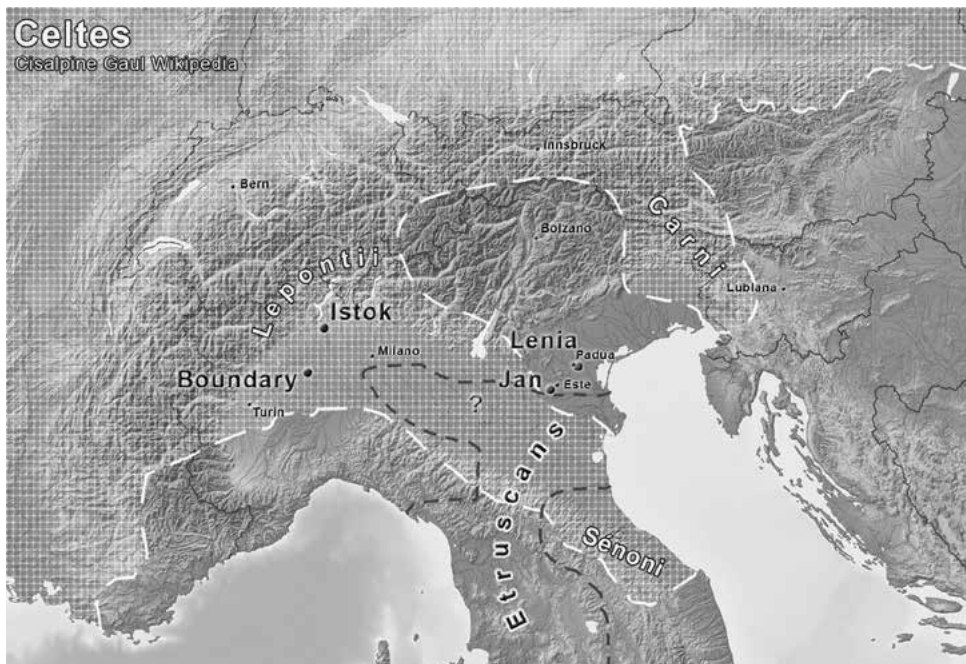 Celtes
Cisalpine Gaul Wikipedia
Innsbruck
Bern
Carni
Bolzano
Lepontii
Lublana
Istok
Lenia
Milano
Padua
Boundary
Jan
Este
?
Turin
Etruscans
Sénoni